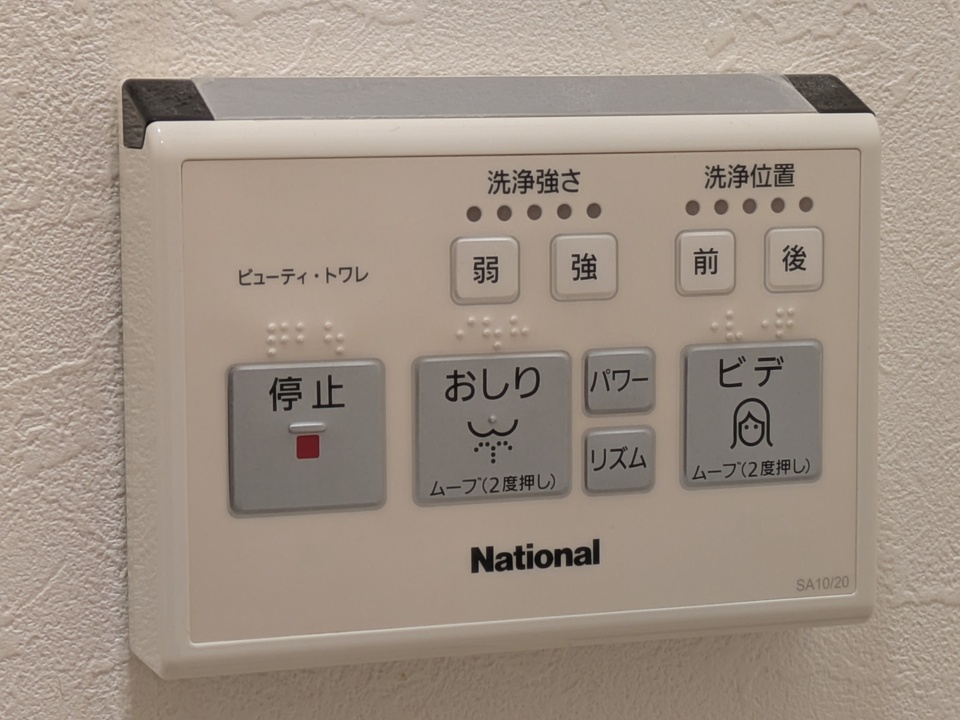 洗浄強さ
洗浄位置
弱
強
前
後
ビューティ・トワレ
停止
おしり
ムーブ(2度押し)
パワー
リズム
ビデ
ムーブ(2度押し)
National
SA10/20